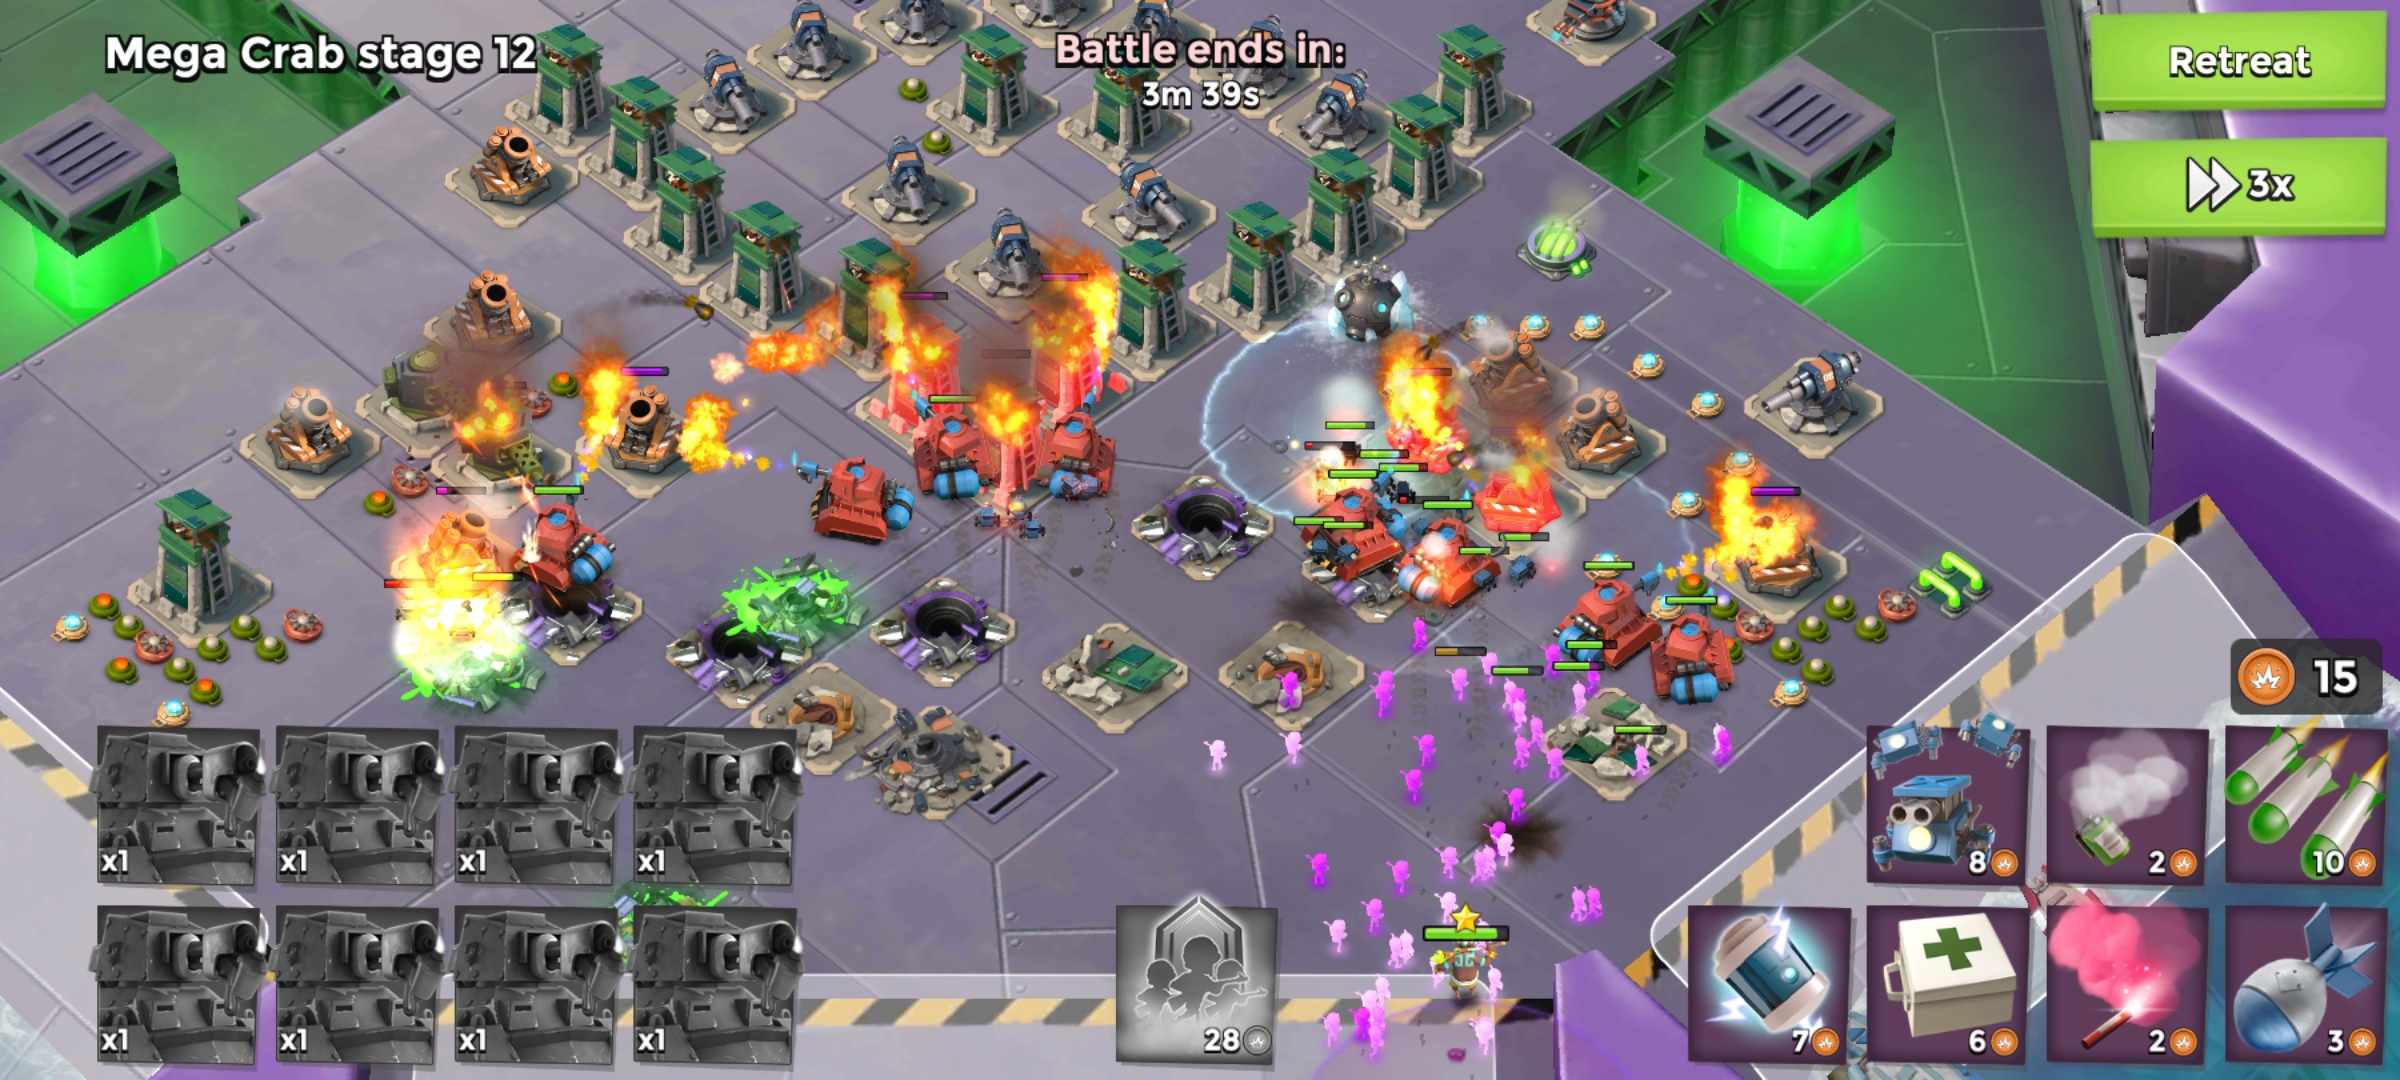 Mega Crab stage 12
Battle ends in:
3m 39s
Retreat
3x
15
x1
x1
x1
x1
8
2
10
x1
x1
x1
x1
28
7
6
2
3